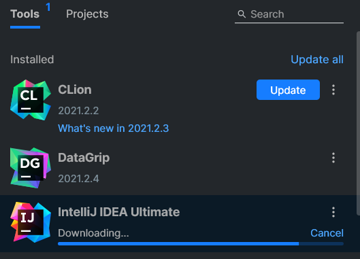 Tools 1 Projects Search
Installed Update all
CL CLion Update
2021.2.2
What's new in 2021.2.3
DG DataGrip
2021.2.4
IJ IntelliJ IDEA Ultimate
Downloading... Cancel